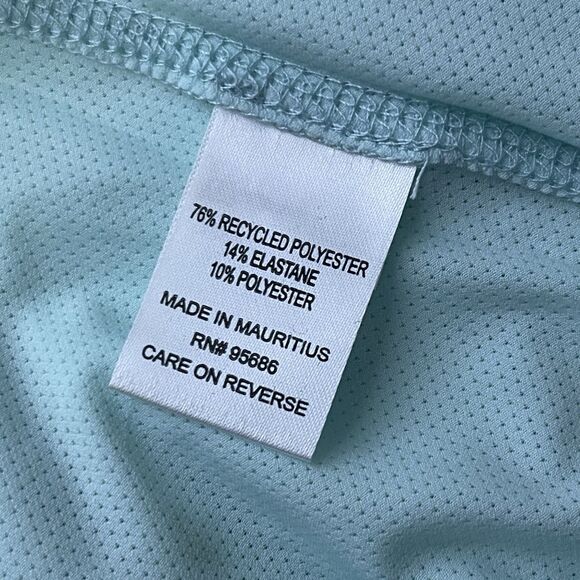 76% RECYCLED POLYESTER
14% ELASTANE
10% POLYESTER
MADE IN MAURITIUS
RN# 95686
CARE ON REVERSE